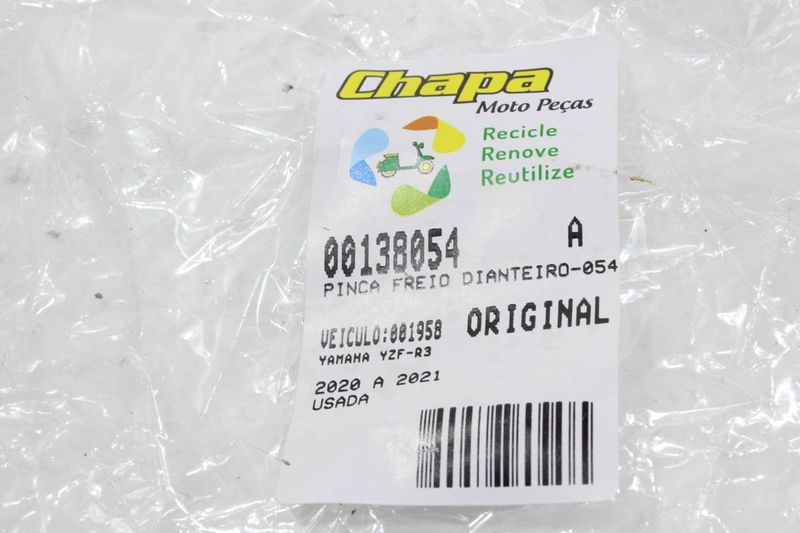 Chapa
Moto Peças
Recicle
Renove
Reutilize
00138054 A
PINCA FREIO DIANTEIRO-054
VEICULO:001958 ORIGINAL
YAMAHA YZF-R3
2020 A 2021
USADA